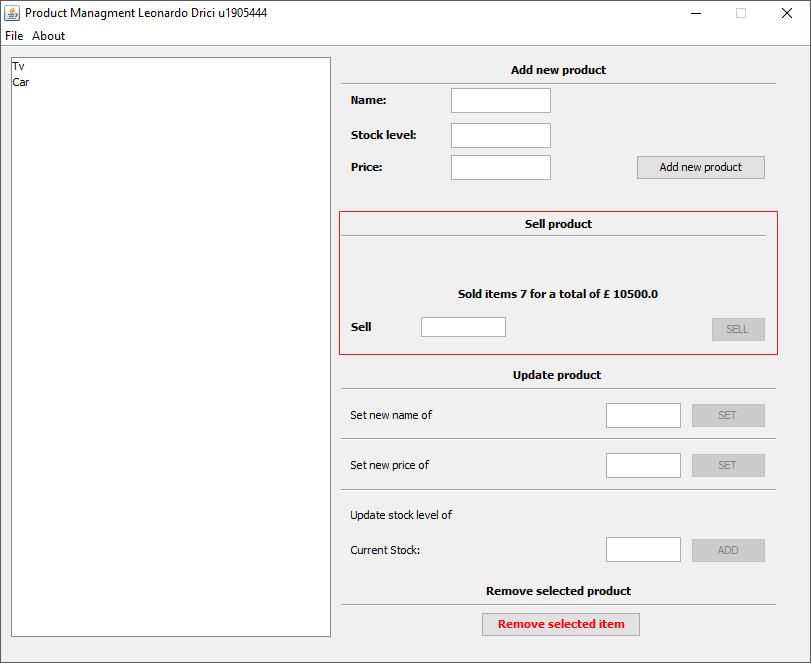 Product Managment Leonardo Drici u1905444
File About
Tv
Car
Add new product
Name:
Stock level:
Price:
Add new product
Sell product
Sold items 7 for a total of £ 10500.0
Sell
SELL
Update product
Set new name of
SET
Set new price of
SET
Update stock level of
Current Stock:
ADD
Remove selected product
Remove selected item